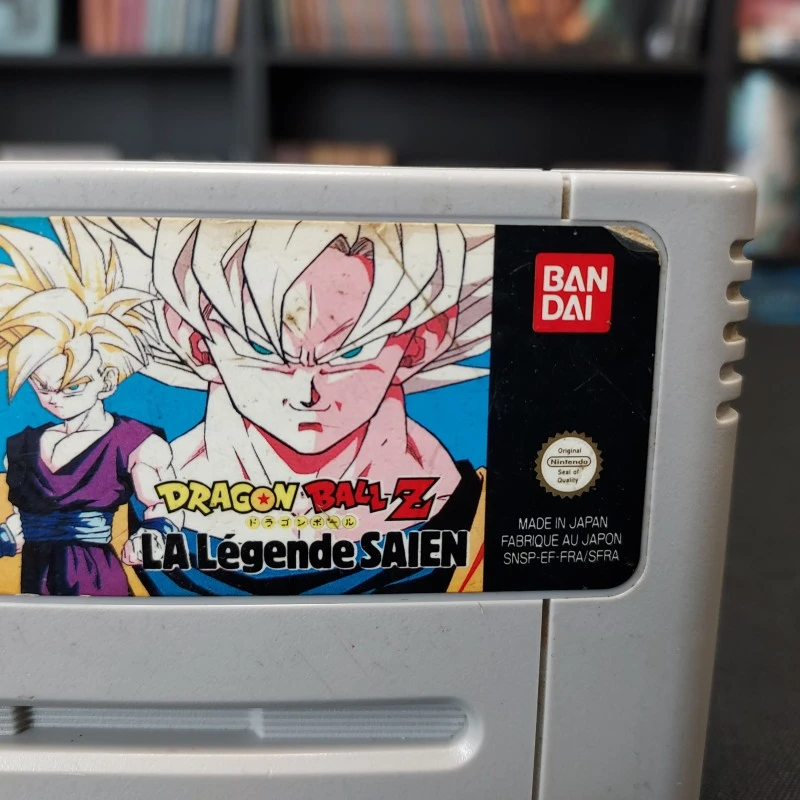 BAN
DAI
Original
Nintendo
Seal of
Quality
DRAGON BALL Z
ドラゴンボール
LA Légende SAIEN
MADE IN JAPAN
FABRIQUE AU JAPON
SNSP-EF-FRA/SFRA